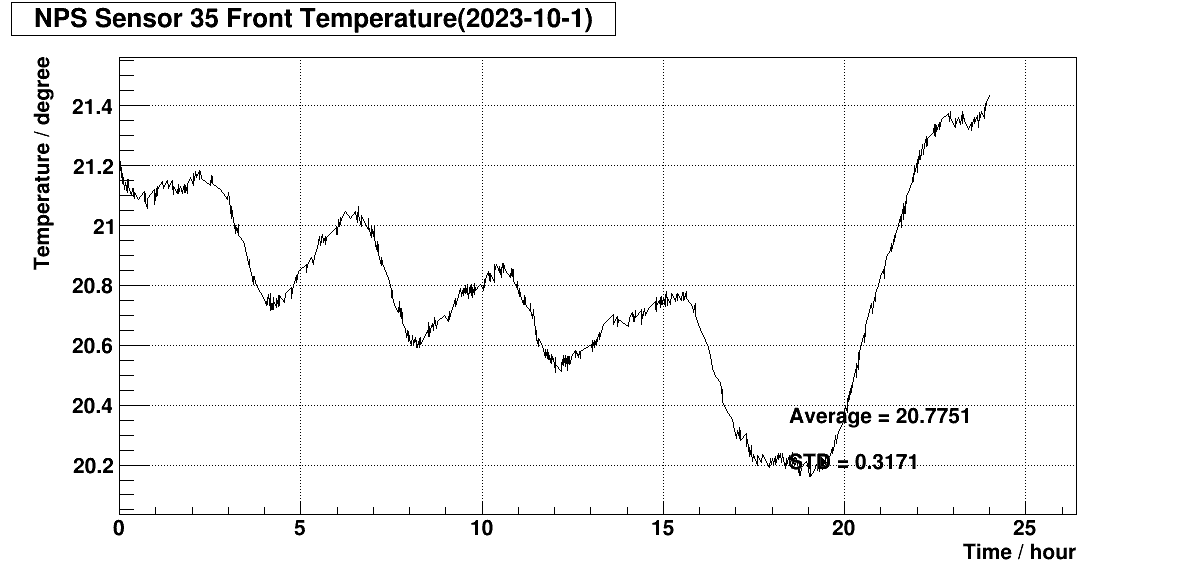 NPS Sensor 35 Front Temperature(2023-10-1)
Temperature / degree
21.4
21.2
21
20.8
20.6
20.4
20.2
Average = 20.7751
STD = 0.3171
0 5 10 15 20 25
Time / hour